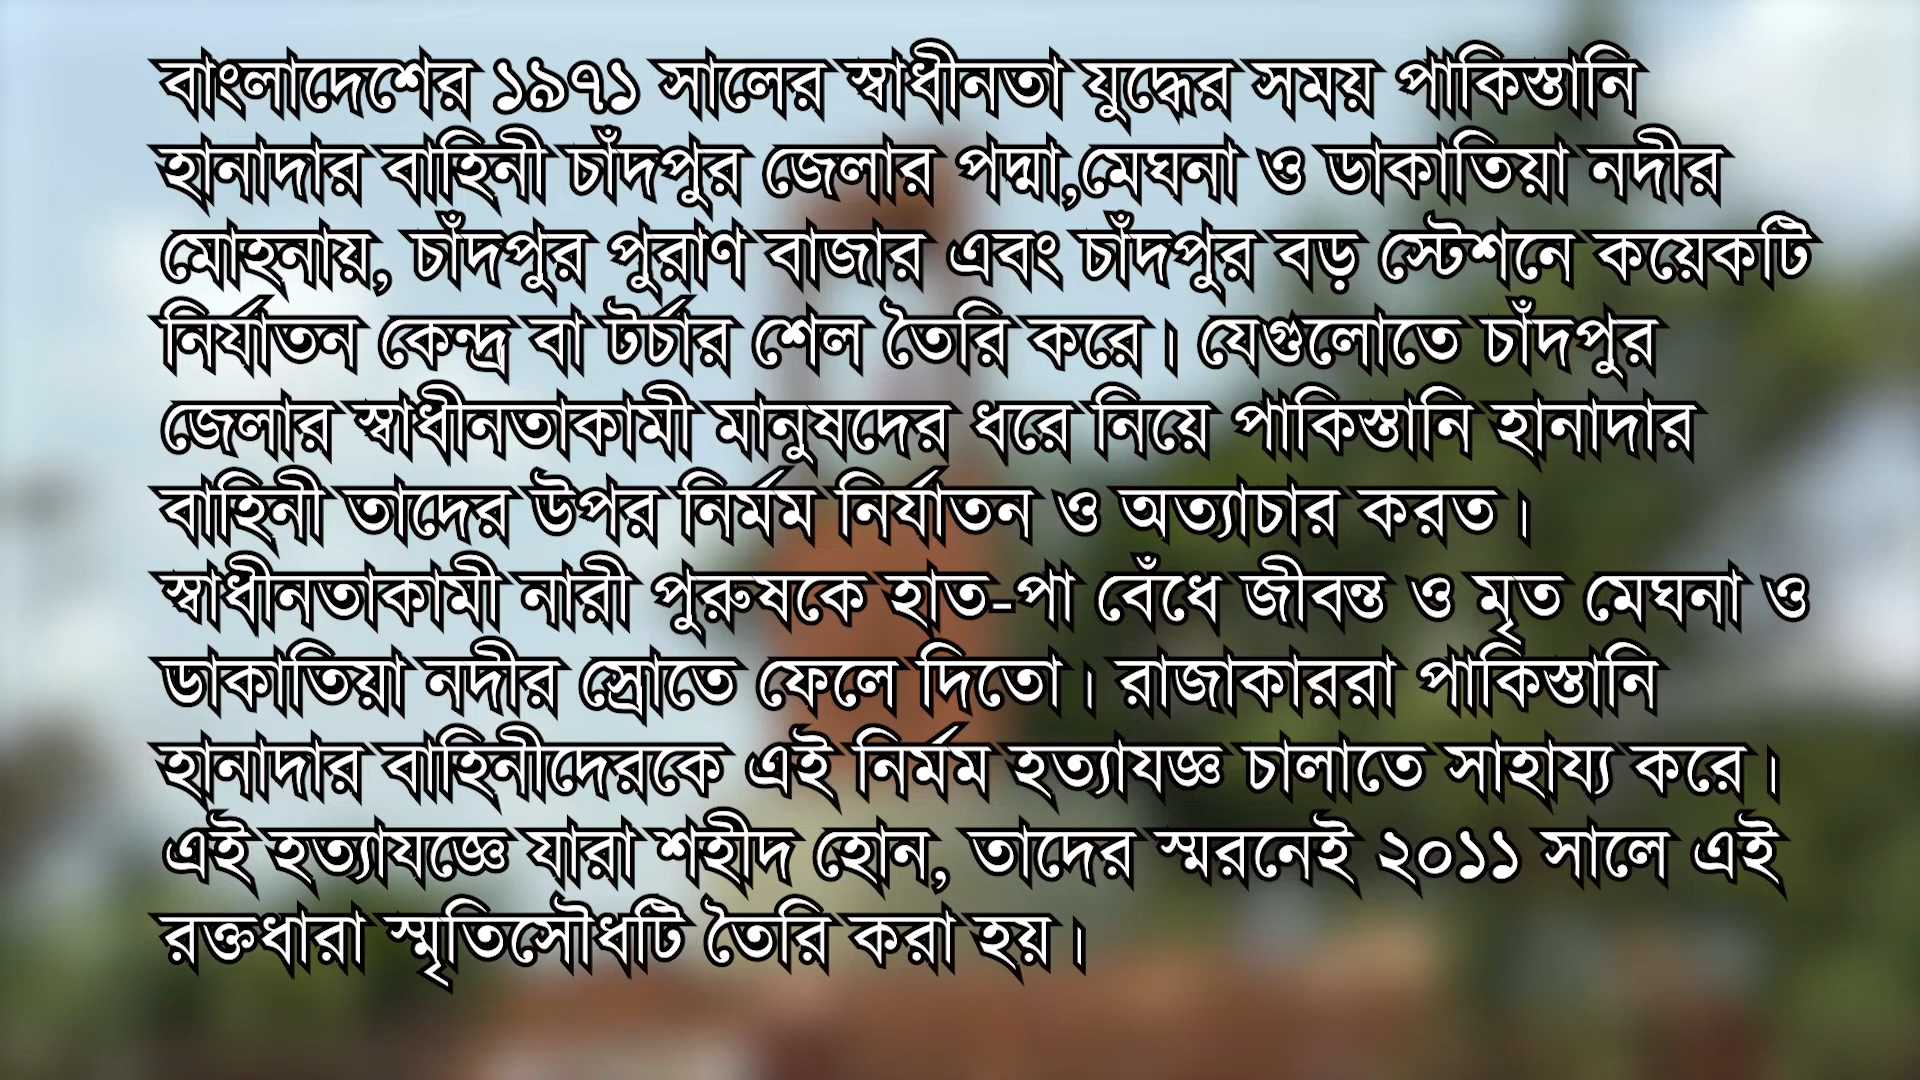 বাংলাদেশের ১৯৭১ সালের স্বাধীনতা যুদ্ধের সময় পাকিস্তানি
হানাদার বাহিনী চাঁদপুর জেলার পদ্মা,মেঘনা ও ডাকাতিয়া নদীর
মোহনায়, চাঁদপুর পুরাণ বাজার এবং চাঁদপুর বড় স্টেশনে কয়েকটি
নির্যাতন কেন্দ্র বা টর্চার শেল তৈরি করে। যেগুলোতে চাঁদপুর
জেলার স্বাধীনতাকামী মানুষদের ধরে নিয়ে পাকিস্তানি হানাদার
বাহিনী তাদের উপর নির্মম নির্যাতন ও অত্যাচার করত।
স্বাধীনতাকামী নারী পুরুষকে হাত-পা বেঁধে জীবন্ত ও মৃত মেঘনা ও
ডাকাতিয়া নদীর স্রোতে ফেলে দিতো। রাজাকাররা পাকিস্তানি
হানাদার বাহিনীদেরকে এই নির্মম হত্যাযজ্ঞ চালাতে সাহায্য করে।
এই হত্যাযজ্ঞে যারা শহীদ হোন, তাদের স্মরনেই ২০১১ সালে এই
রক্তধারা স্মৃতিসৌধটি তৈরি করা হয়।